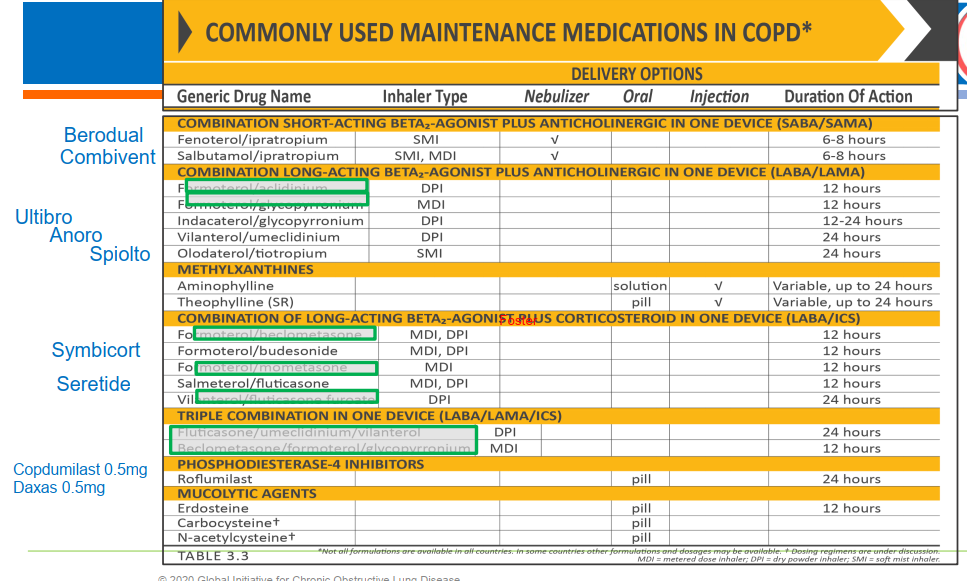 COMMONLY USED MAINTENANCE MEDICATIONS IN COPD*
DELIVERY OPTIONS
Generic Drug Name Inhaler Type Nebulizer Oral Injection Duration Of Action
COMBINATION SHORT-ACTING BETA₂-AGONIST PLUS ANTICHOLINERGIC IN ONE DEVICE (SABA/SAMA)
Berodual Fenoterol/ipratropium SMI √ 6-8 hours
Combivent Salbutamol/ipratropium SMI, MDI √ 6-8 hours
COMBINATION LONG-ACTING BETA₂-AGONIST PLUS ANTICHOLINERGIC IN ONE DEVICE (LABA/LAMA)
Formoterol/aclidinium DPI 12 hours
Formoterol/glycopyrronium MDI 12 hours
Ultibro Indacaterol/glycopyrronium DPI 12-24 hours
Anoro Vilanterol/umeclidinium DPI 24 hours
Spiolto Olodaterol/tiotropium SMI 24 hours
METHYLXANTHINES
Aminophylline solution √ Variable, up to 24 hours
Theophylline (SR) pill √ Variable, up to 24 hours
COMBINATION OF LONG-ACTING BETA₂-AGONIST PLUS CORTICOSTEROID IN ONE DEVICE (LABA/ICS)
Foster
Formoterol/beclometasone MDI, DPI 12 hours
Symbicort Formoterol/budesonide MDI, DPI 12 hours
Formoterol/mometasone MDI 12 hours
Seretide Salmeterol/fluticasone MDI, DPI 12 hours
Vilanterol/fluticasone furoate DPI 24 hours
TRIPLE COMBINATION IN ONE DEVICE (LABA/LAMA/ICS)
Fluticasone/umeclidinium/vilanterol DPI 24 hours
Beclometasone/formoterol/glycopyrronium MDI 12 hours
PHOSPHODIESTERASE-4 INHIBITORS
Copdumilast 0.5mg
Daxas 0.5mg
Roflumilast pill 24 hours
MUCOLYTIC AGENTS
Erdosteine pill 12 hours
Carbocysteine† pill
N-acetylcysteine† pill
TABLE 3.3
*Not all formulations are available in all countries. In some countries other formulations and dosages may be available. † Dosing regimens are under discussion.
MDI = metered dose inhaler; DPI = dry powder inhaler; SMI = soft mist inhaler.
© 2020 Global Initiative for Chronic Obstructive Lung Disease